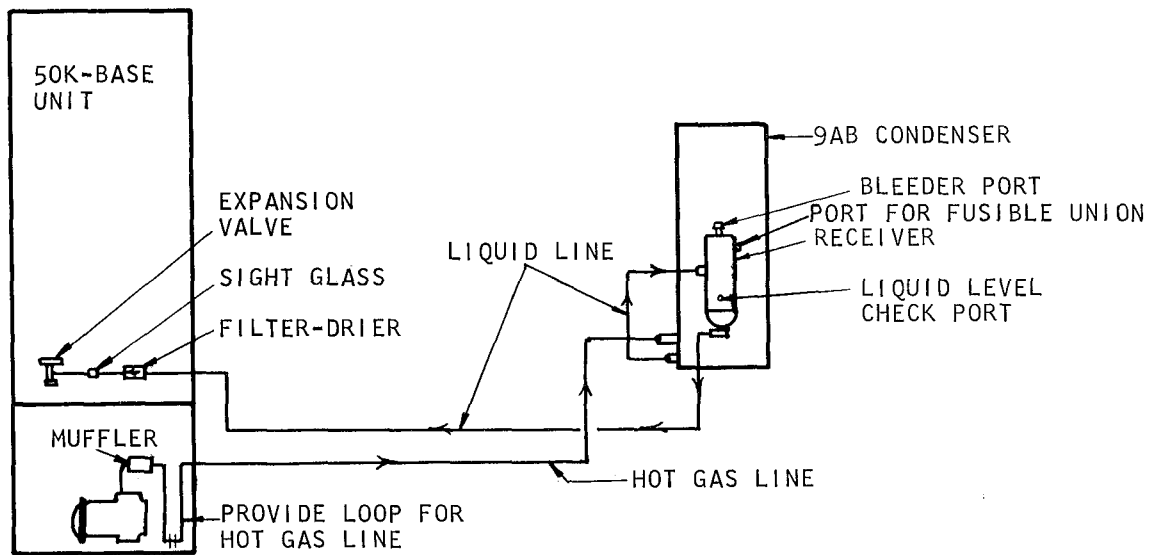 50K-BASE
UNIT
9AB CONDENSER
BLEEDER PORT
PORT FOR FUSIBLE UNION
RECEIVER
EXPANSION
VALVE
LIQUID LINE
SIGHT GLASS
LIQUID LEVEL
CHECK PORT
FILTER-DRIER
MUFFLER
HOT GAS LINE
PROVIDE LOOP FOR
HOT GAS LINE